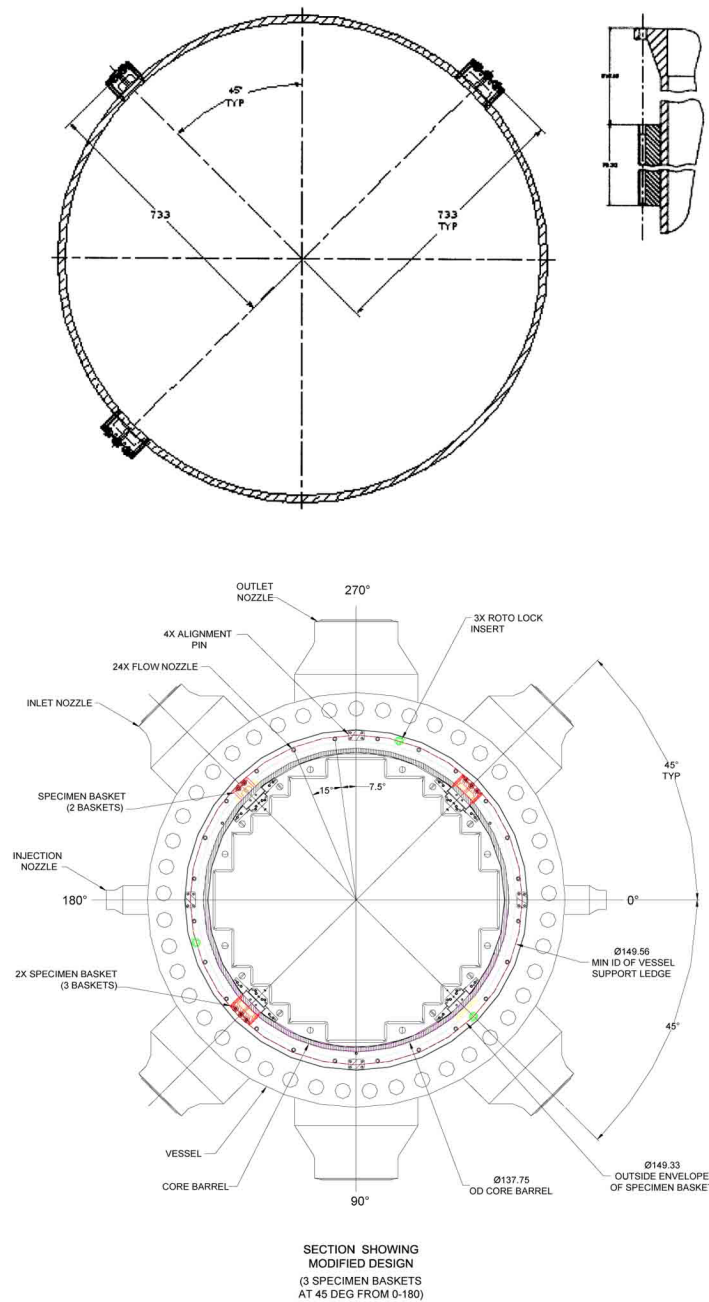 45°
TYP
733
733
TYP
OUTLET
NOZZLE
270°
3X ROTO LOCK
INSERT
4X ALIGNMENT
PIN
24X FLOW NOZZLE
INLET NOZZLE
45°
TYP
SPECIMEN BASKET
(2 BASKETS)
15°
7.5°
INJECTION
NOZZLE
180°
0°
Ø149.56
MIN ID OF VESSEL
SUPPORT LEDGE
2X SPECIMEN BASKET
(3 BASKETS)
45°
VESSEL
CORE BARREL
Ø137.75
OD CORE BARREL
Ø149.33
OUTSIDE ENVELOPE
OF SPECIMEN BASKET
90°
SECTION SHOWING
MODIFIED DESIGN
(3 SPECIMEN BASKETS
AT 45 DEG FROM 0-180)